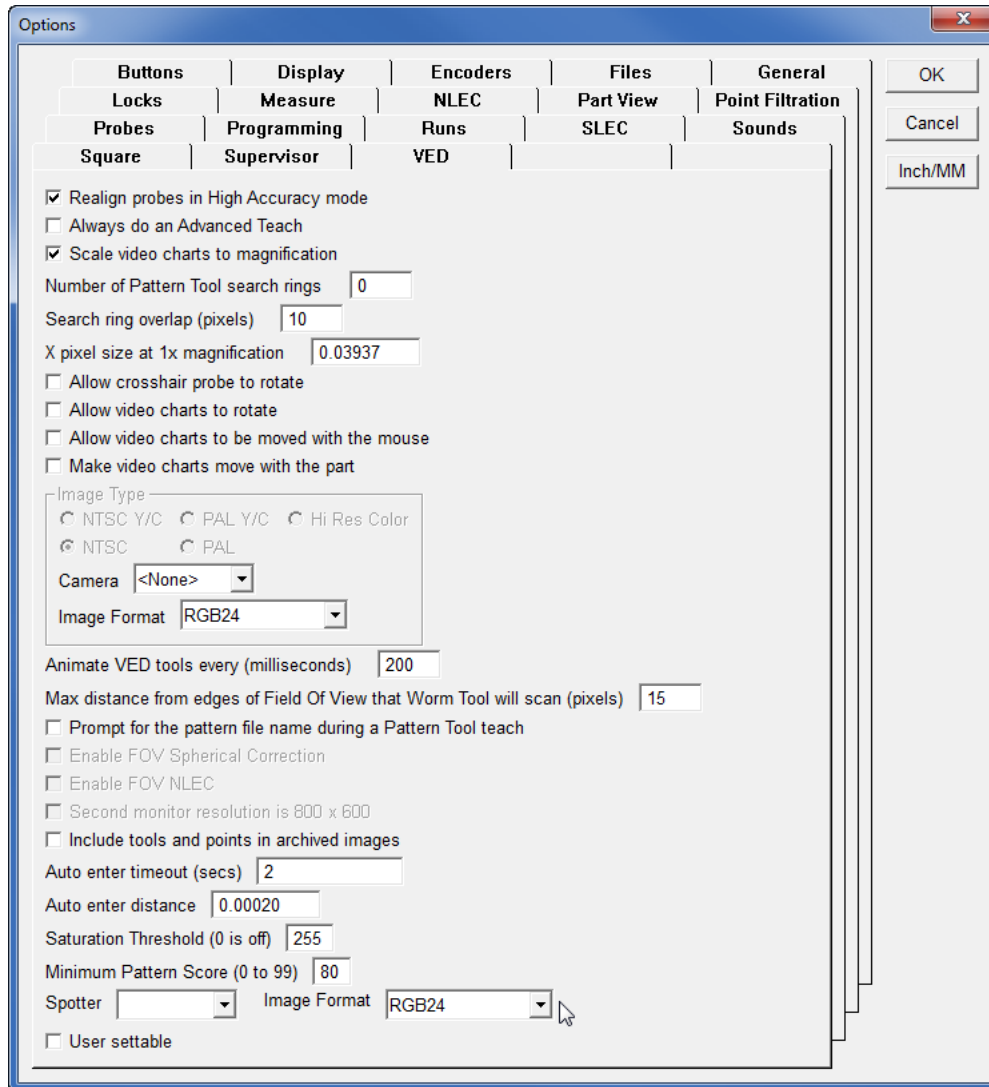 Options
Buttons Display Encoders Files General
OK
Locks Measure NLEC Part View Point Filtration
Probes Programming Runs SLEC Sounds
Cancel
Square Supervisor VED
Inch/MM
Realign probes in High Accuracy mode
Always do an Advanced Teach
Scale video charts to magnification
Number of Pattern Tool search rings 0
Search ring overlap (pixels) 10
X pixel size at 1x magnification 0.03937
Allow crosshair probe to rotate
Allow video charts to rotate
Allow video charts to be moved with the mouse
Make video charts move with the part
Image Type
NTSC Y/C PAL Y/C Hi Res Color
NTSC PAL
Camera <None>
Image Format RGB24
Animate VED tools every (milliseconds) 200
Max distance from edges of Field Of View that Worm Tool will scan (pixels) 15
Prompt for the pattern file name during a Pattern Tool teach
Enable FOV Spherical Correction
Enable FOV NLEC
Second monitor resolution is 800 x 600
Include tools and points in archived images
Auto enter timeout (secs) 2
Auto enter distance 0.00020
Saturation Threshold (0 is off) 255
Minimum Pattern Score (0 to 99) 80
Spotter Image Format RGB24
User settable